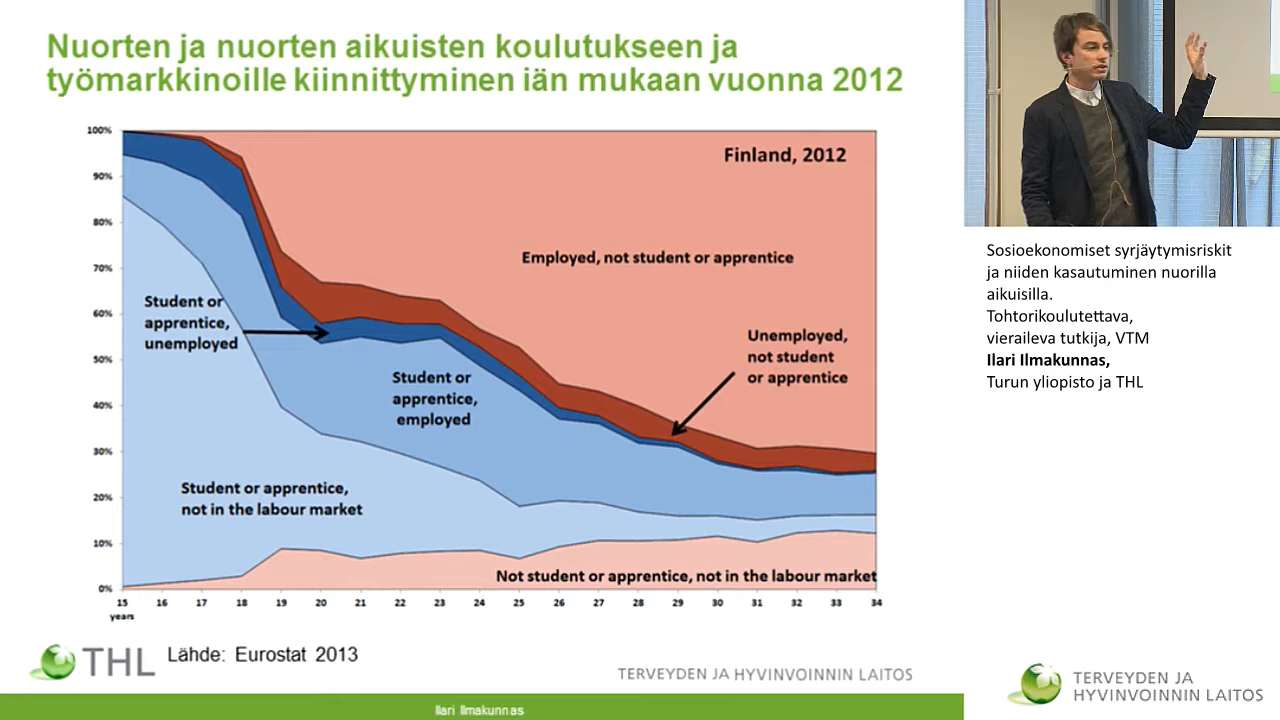 Nuorten ja nuorten aikuisten koulutukseen ja
työmarkkinoille kiinnittyminen iän mukaan vuonna 2012
100%
90%
80%
70%
60%
50%
40%
30%
20%
10%
0%
Finland, 2012
Employed, not student or apprentice
Student or
apprentice,
unemployed
Unemployed,
not student
or apprentice
Student or
apprentice,
employed
Student or apprentice,
not in the labour market
Not student or apprentice, not in the labour market
15 16 17 18 19 20 21 22 23 24 25 26 27 28 29 30 31 32 33 34
years
THL
Lähde: Eurostat 2013
TERVEYDEN JA HYVINVOINNIN LAITOS
Ilari Ilmakunnas
Sosioekonomiset syrjäytymisriskit
ja niiden kasautuminen nuorilla
aikuisilla.
Tohtorikoulutettava,
vieraileva tutkija, VTM
Ilari Ilmakunnas,
Turun yliopisto ja THL
TERVEYDEN JA
HYVINVOINNIN LAITOS